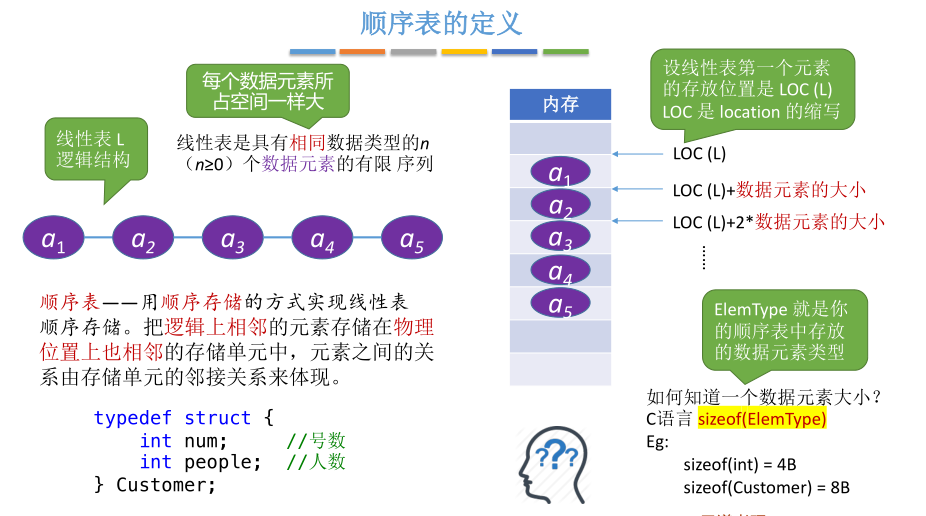 顺序表的定义
每个数据元素所
占空间一样大
线性表 L
逻辑结构
线性表是具有相同数据类型的n
（n≥0）个数据元素的有限 序列
a1 a2 a3 a4 a5
顺序表——用顺序存储的方式实现线性表
顺序存储。把逻辑上相邻的元素存储在物理
位置上也相邻的存储单元中，元素之间的关
系由存储单元的邻接关系来体现。
typedef struct {
int num; //号数
int people; //人数
} Customer;
内存
a1
a2
a3
a4
a5
设线性表第一个元素
的存放位置是 LOC (L)
LOC 是 location 的缩写
LOC (L)
LOC (L)+数据元素的大小
LOC (L)+2*数据元素的大小
......
ElemType 就是你
的顺序表中存放
的数据元素类型
如何知道一个数据元素大小？
C语言 sizeof(ElemType)
Eg:
sizeof(int) = 4B
sizeof(Customer) = 8B
???